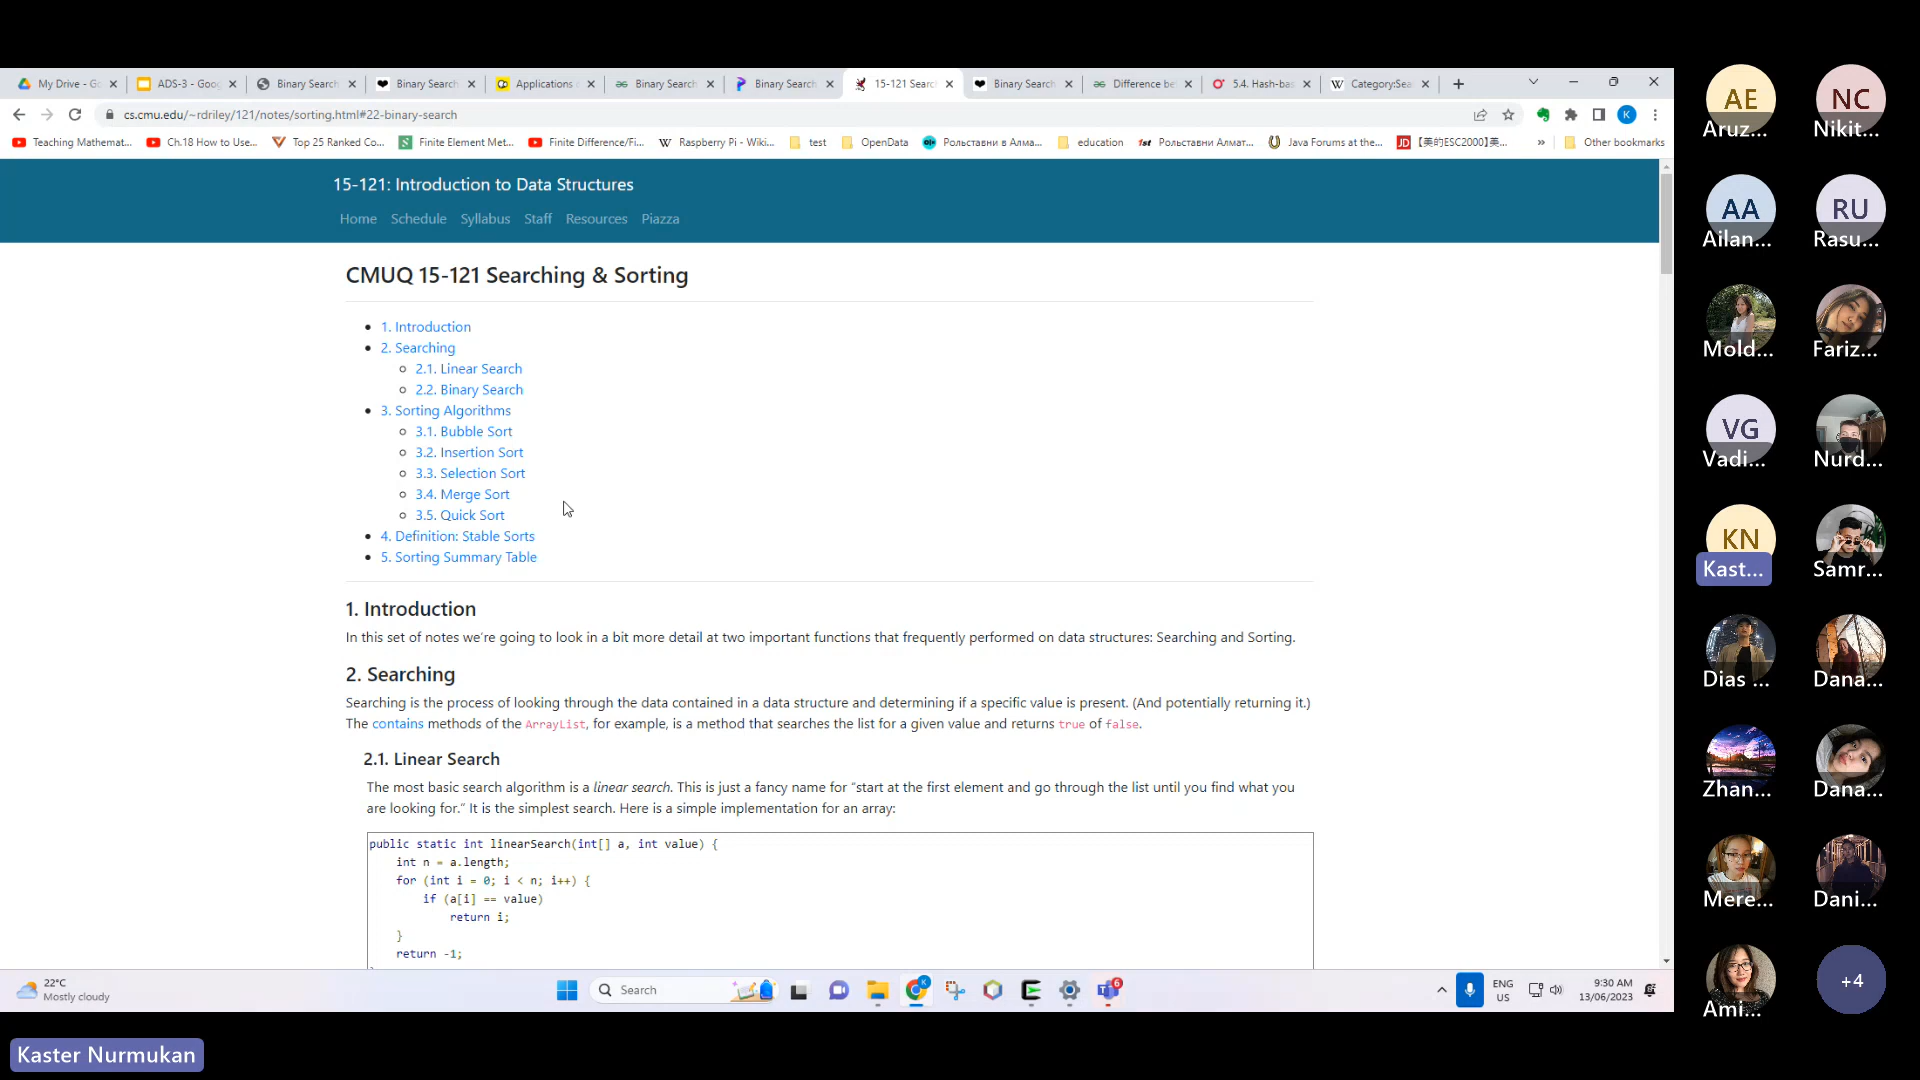 My Drive - Go
ADS-3 - Goog
Binary Search
Binary Search
Applications
Binary Search
Binary Search
15-121 Searc
Binary Search
Difference be
5.4. Hash-bas
Category:Sea
cs.cmu.edu/~rdriley/121/notes/sorting.html#22-binary-search
K
Teaching Mathemat...
Ch.18 How to Use...
Top 25 Ranked Co...
Finite Element Met...
Finite Difference/Fi...
Raspberry Pi - Wiki...
test
OpenData
Рольставни в Алма...
education
Рольставни Алмат...
Java Forums at the...
【美的ESC2000】美...
»
Other bookmarks
15-121: Introduction to Data Structures
Home Schedule Syllabus Staff Resources Piazza
CMUQ 15-121 Searching & Sorting
1. Introduction
2. Searching
2.1. Linear Search
2.2. Binary Search
3. Sorting Algorithms
3.1. Bubble Sort
3.2. Insertion Sort
3.3. Selection Sort
3.4. Merge Sort
3.5. Quick Sort
4. Definition: Stable Sorts
5. Sorting Summary Table
1. Introduction
In this set of notes we're going to look in a bit more detail at two important functions that frequently performed on data structures: Searching and Sorting.
2. Searching
Searching is the process of looking through the data contained in a data structure and determining if a specific value is present. (And potentially returning it.)
The contains methods of the ArrayList, for example, is a method that searches the list for a given value and returns true of false.
2.1. Linear Search
The most basic search algorithm is a linear search. This is just a fancy name for "start at the first element and go through the list until you find what you
are looking for." It is the simplest search. Here is a simple implementation for an array:
public static int linearSearch(int[] a, int value) {
int n = a.length;
for (int i = 0; i < n; i++) {
if (a[i] == value)
return i;
}
return -1;
22°C
Mostly cloudy
Search
ENG
US
9:30 AM
13/06/2023
Kaster Nurmukan
AE
Aruz...
NC
Nikit...
AA
Ailan...
RU
Rasu...
Mold...
Fariz...
VG
Vadi...
Nurd...
KN
Kast...
Samr...
Dias ...
Dana...
Zhan...
Dana...
Mere...
Dani...
Ami...
+4